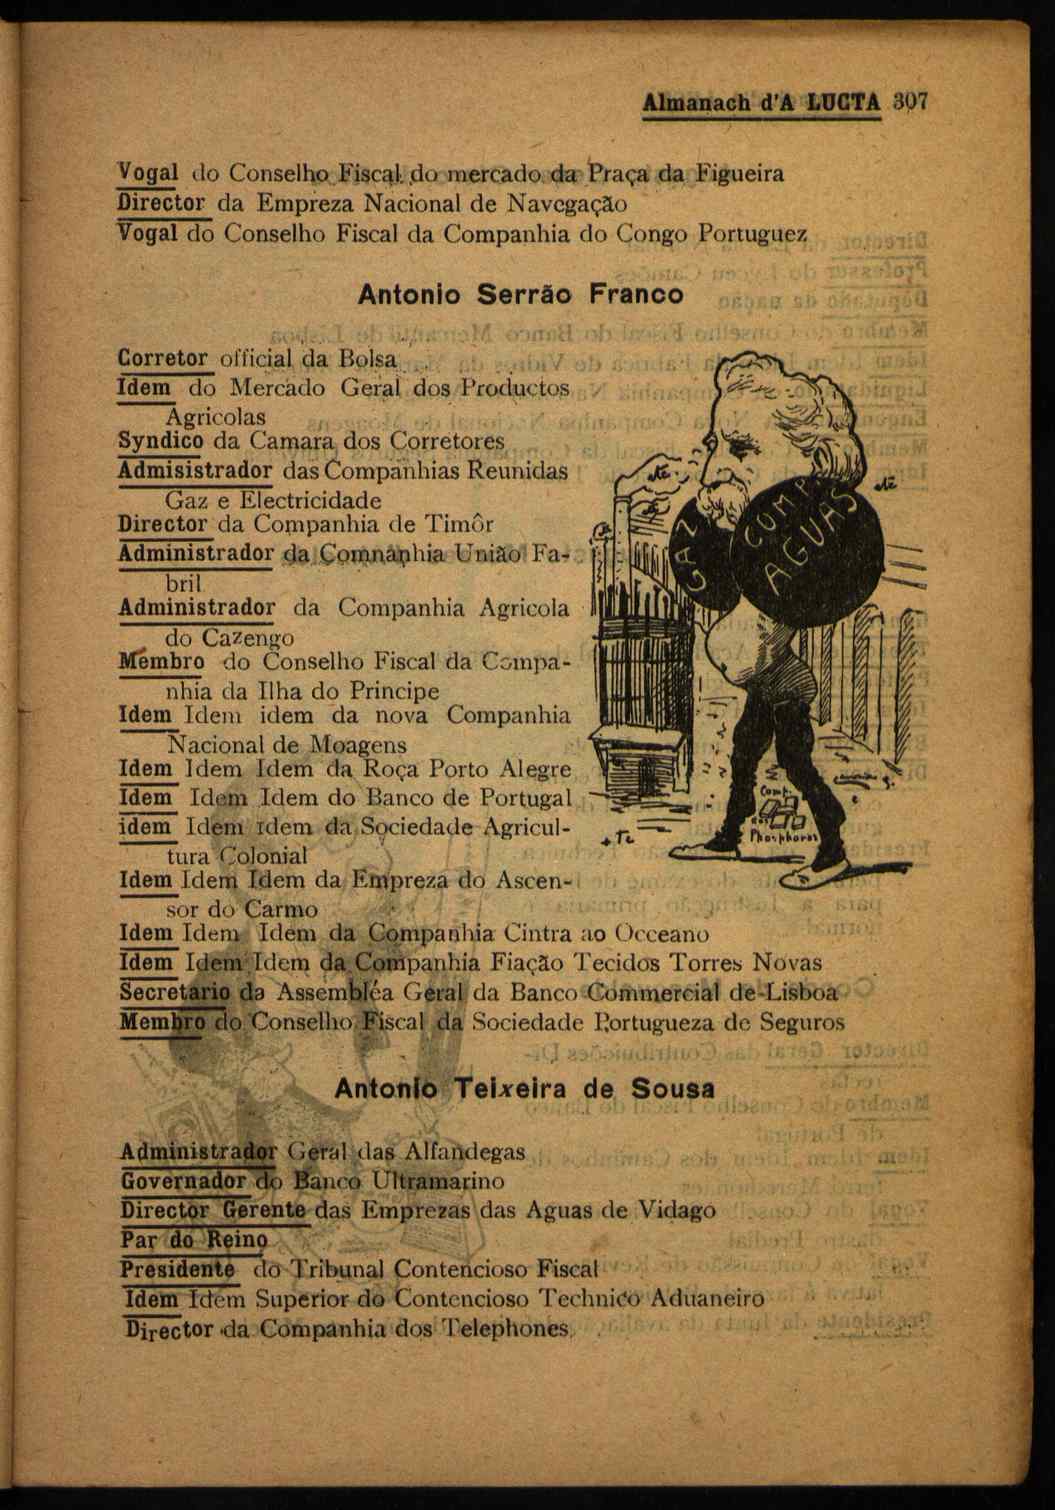 Almanach d'A LUCTA 307
Vogal do Conselho Fiscal do mercado da Praça da Figueira
Director da Empreza Nacional de Navegação
Vogal do Conselho Fiscal da Companhia do Congo Portuguez
Antonio Serrão Franco
Corretor official da Bolsa
Idem do Mercado Geral dos Productos
Agricolas
Syndico da Camara dos Corretores
Admisistrador das Companhias Reunidas
Gaz e Electricidade
Director da Companhia de Timôr
Administrador da Comnanhia União Fa-
bril
Administrador da Companhia Agricola
do Cazengo
Membro do Conselho Fiscal da Compa-
nhia da Ilha do Principe
Idem Idem idem da nova Companhia
Nacional de Moagens
Idem Idem Idem da Roça Porto Alegre
Idem Idem Idem do Banco de Portugal
idem Idem Idem da Sociedade Agricul-
tura Colonial
Idem Idem Idem da Empreza do Ascen-
sor do Carmo
Idem Idem Idem da Companhia Cintra ao Occeano
Idem Idem Idem da Companhia Fiação Tecidos Torres Novas
Secretario da Assembléa Geral da Banco Commercial de Lisboa
Membro do Conselho Fiscal da Sociedade Portugueza de Seguros
GAZ
COMP
AGUAS
Comp.
dos
Phosphoros
Antonio Teixeira de Sousa
Administrador Geral das Alfandegas
Governador do Banco Ultramarino
Director Gerente das Emprezas das Aguas de Vidago
Par do Reino
Presidente do Tribunal Contencioso Fiscal
Idem Idem Superior do Contencioso Technico Aduaneiro
Director da Companhia dos Telephones